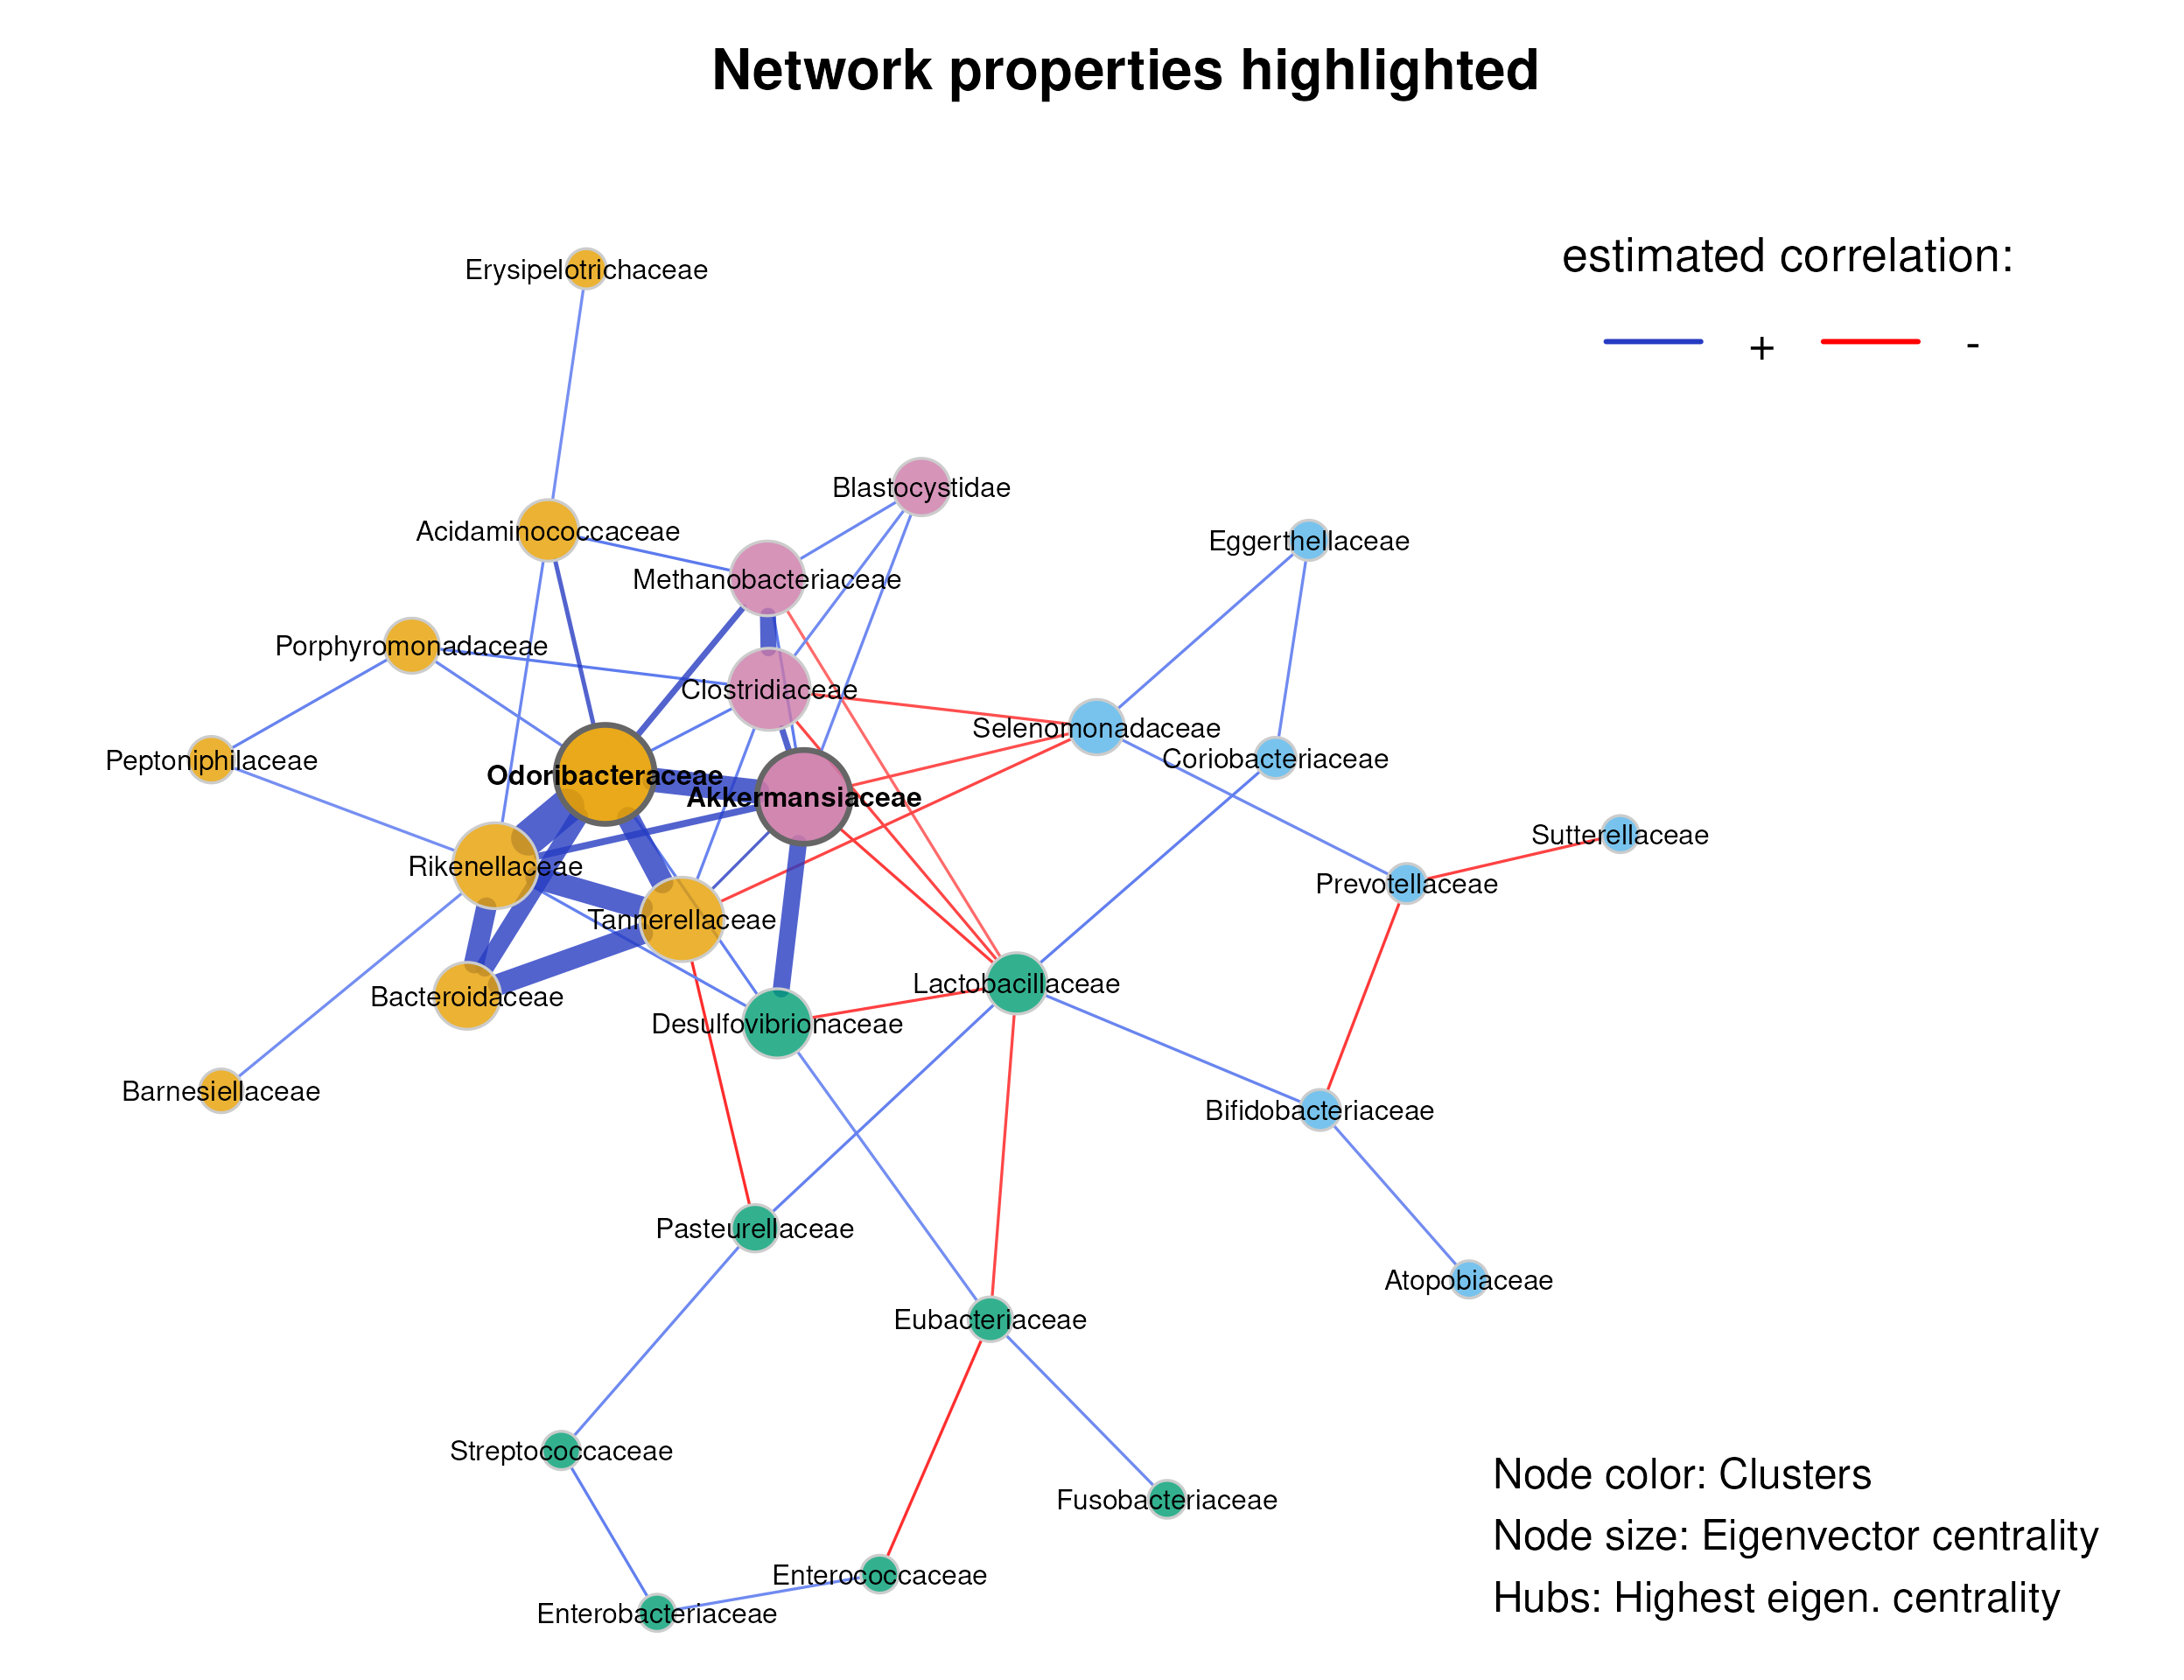 Network properties highlighted
estimated correlation:
+ -
Erysipelotrichaceae
Blastocystidae
Acidaminococcaceae
Eggerthellaceae
Methanobacteriaceae
Porphyromonadaceae
Clostridiaceae
Selenomonadaceae
Peptoniphilaceae
Coriobacteriaceae
Odoribacteraceae
Akkermansiaceae
Sutterellaceae
Rikenellaceae
Prevotellaceae
Tannerellaceae
Lactobacillaceae
Bacteroidaceae
Desulfovibrionaceae
Barnesiellaceae
Bifidobacteriaceae
Pasteurellaceae
Atopobiaceae
Eubacteriaceae
Streptococcaceae
Fusobacteriaceae
Enterococcaceae
Enterobacteriaceae
Node color: Clusters
Node size: Eigenvector centrality
Hubs: Highest eigen. centrality